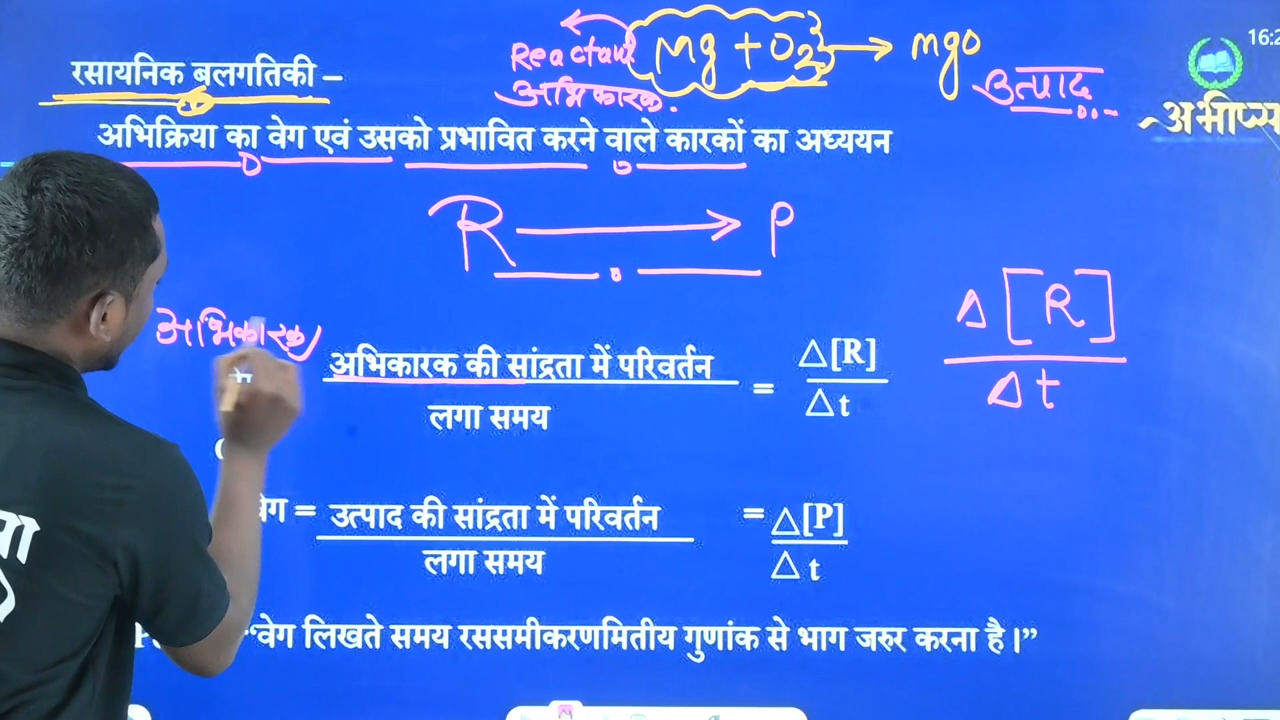 16:2
Mg + O2 → mgo
Reactant
अभिकारक.
उत्पाद
अभीप्स
रसायनिक बलगतिकी –
अभिक्रिया का वेग एवं उसको प्रभावित करने वाले कारकों का अध्ययन
R → P
अभिकारक
अभिकारक की सांद्रता में परिवर्तन
लगा समय
= Δ[R]
Δt
Δ[R]
Δt
वेग = उत्पाद की सांद्रता में परिवर्तन
लगा समय
= Δ[P]
Δt
“वेग लिखते समय रससमीकरणमितीय गुणांक से भाग जरुर करना है।”